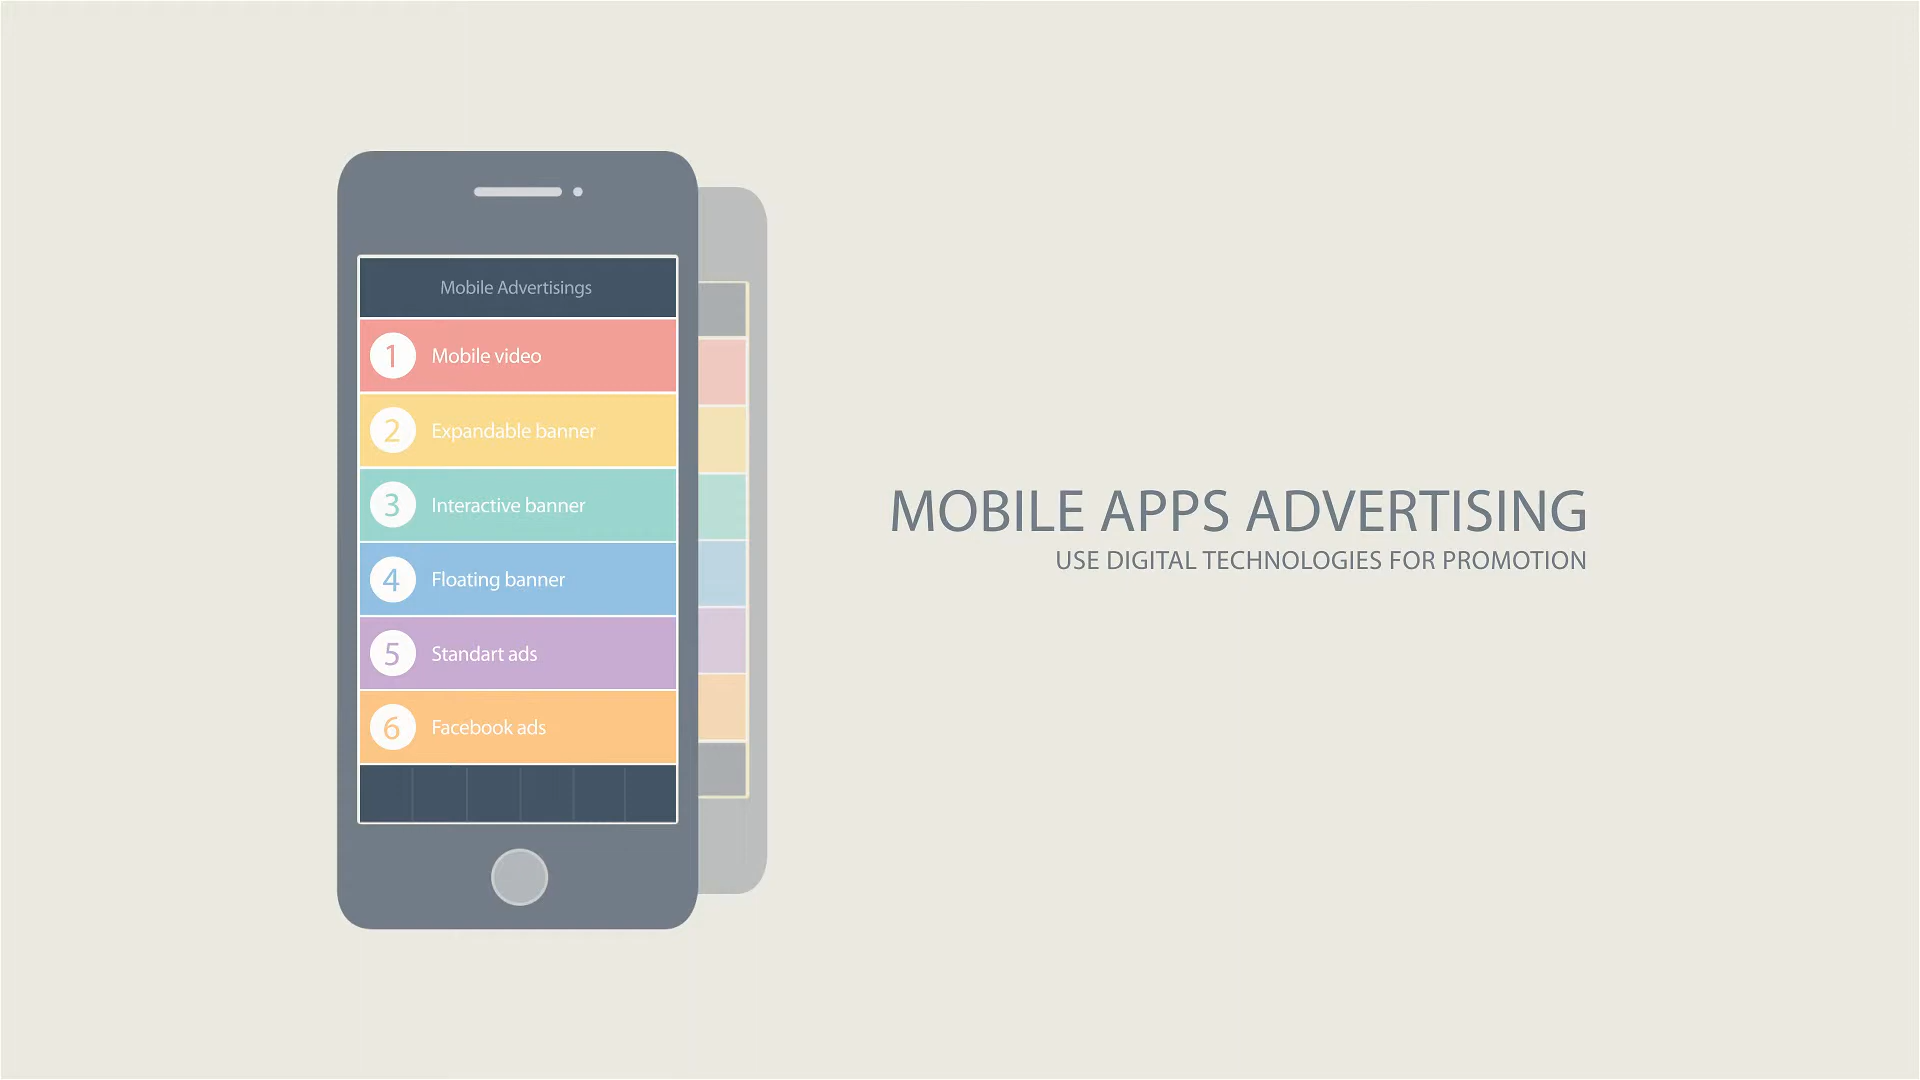 Mobile Advertisings
1 Mobile video
2 Expandable banner
3 Interactive banner
4 Floating banner
5 Standart ads
6 Facebook ads
MOBILE APPS ADVERTISING
USE DIGITAL TECHNOLOGIES FOR PROMOTION